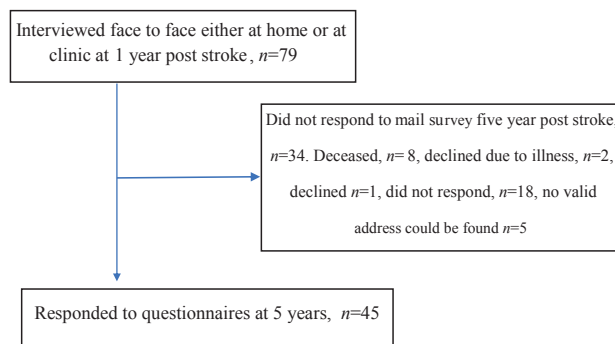 Interviewed face to face either at home or at
clinic at 1 year post stroke, n=79
Did not respond to mail survey five year post stroke,
n=34. Deceased, n= 8, declined due to illness, n=2,
declined n=1, did not respond, n=18, no valid
address could be found n=5
Responded to questionnaires at 5 years, n=45